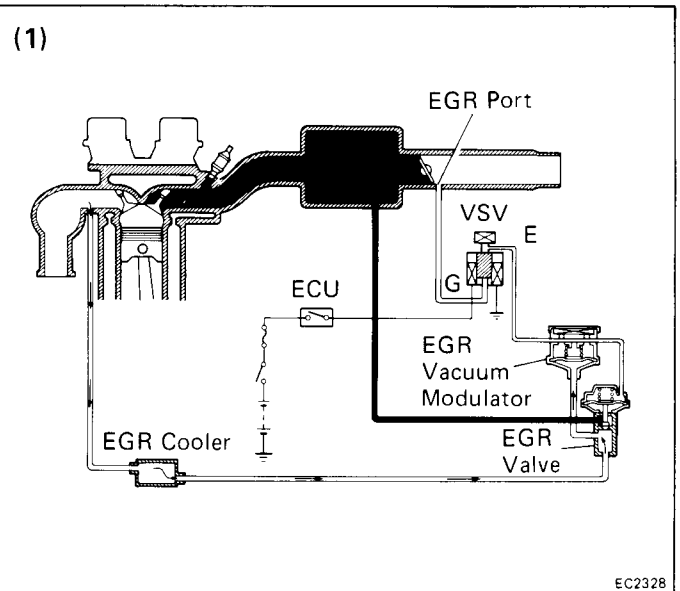 (1)
EGR Port
VSV
E
G
ECU
EGR
Vacuum
Modulator
EGR Cooler
EGR
Valve
EC2328